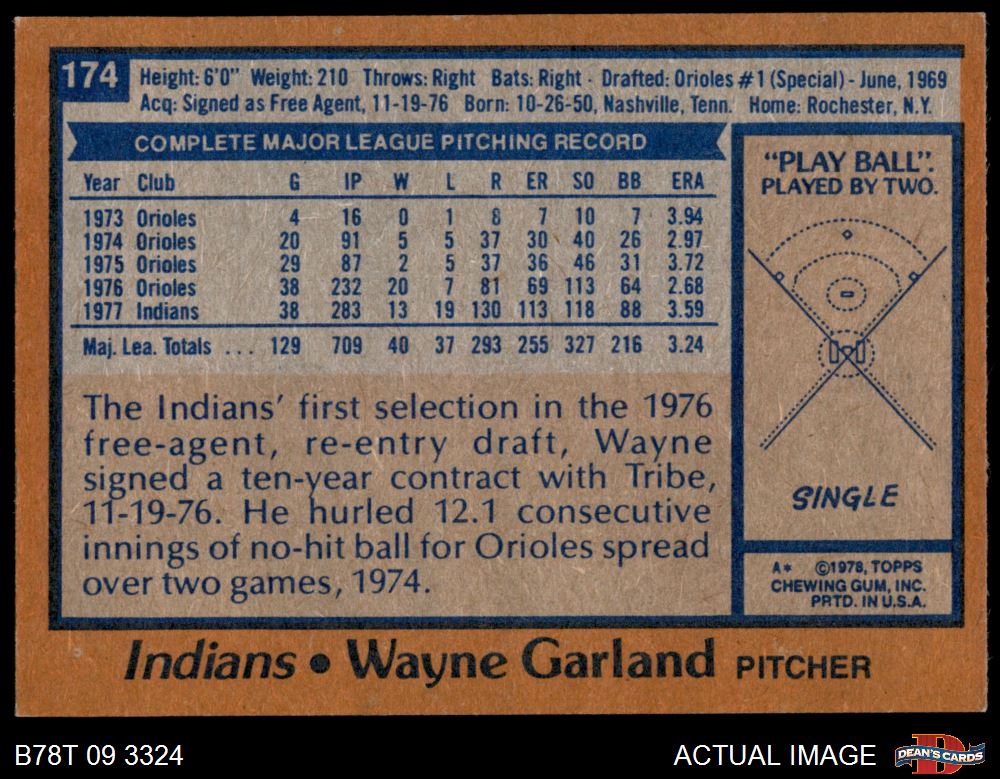 174
Height: 6'0" Weight: 210 Throws: Right Bats: Right · Drafted: Orioles #1 (Special) - June, 1969
Acq: Signed as Free Agent, 11-19-76 Born: 10-26-50, Nashville, Tenn. Home: Rochester, N.Y.
COMPLETE MAJOR LEAGUE PITCHING RECORD
Year Club G IP W L R ER SO BB ERA
1973 Orioles 4 16 0 1 8 7 10 7 3.94
1974 Orioles 20 91 5 5 37 30 40 26 2.97
1975 Orioles 29 87 2 5 37 36 46 31 3.72
1976 Orioles 38 232 20 7 81 69 113 64 2.68
1977 Indians 38 283 13 19 130 113 118 88 3.59
Maj. Lea. Totals ... 129 709 40 37 293 255 327 216 3.24
The Indians' first selection in the 1976
free-agent, re-entry draft, Wayne
signed a ten-year contract with Tribe,
11-19-76. He hurled 12.1 consecutive
innings of no-hit ball for Orioles spread
over two games, 1974.
"PLAY BALL".
PLAYED BY TWO.
SINGLE
A* ©1978, TOPPS
CHEWING GUM, INC.
PRTD. IN U.S.A.
Indians • Wayne Garland PITCHER
B78T 09 3324
ACTUAL IMAGE
D
DEAN'S CARDS